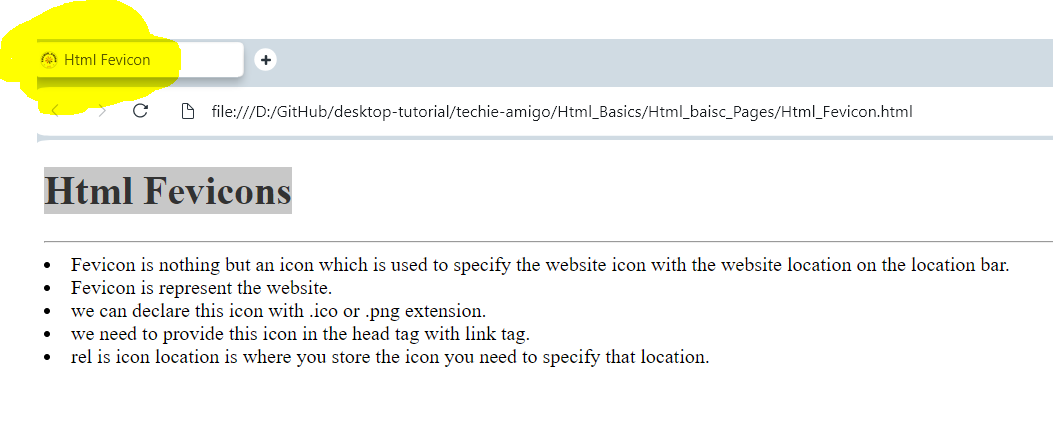 Html Fevicon
file:///D:/GitHub/desktop-tutorial/techie-amigo/Html_Basics/Html_baisc_Pages/Html_Fevicon.html
Html Fevicons
• Fevicon is nothing but an icon which is used to specify the website icon with the website location on the location bar.
• Fevicon is represent the website.
• we can declare this icon with .ico or .png extension.
• we need to provide this icon in the head tag with link tag.
• rel is icon location is where you store the icon you need to specify that location.